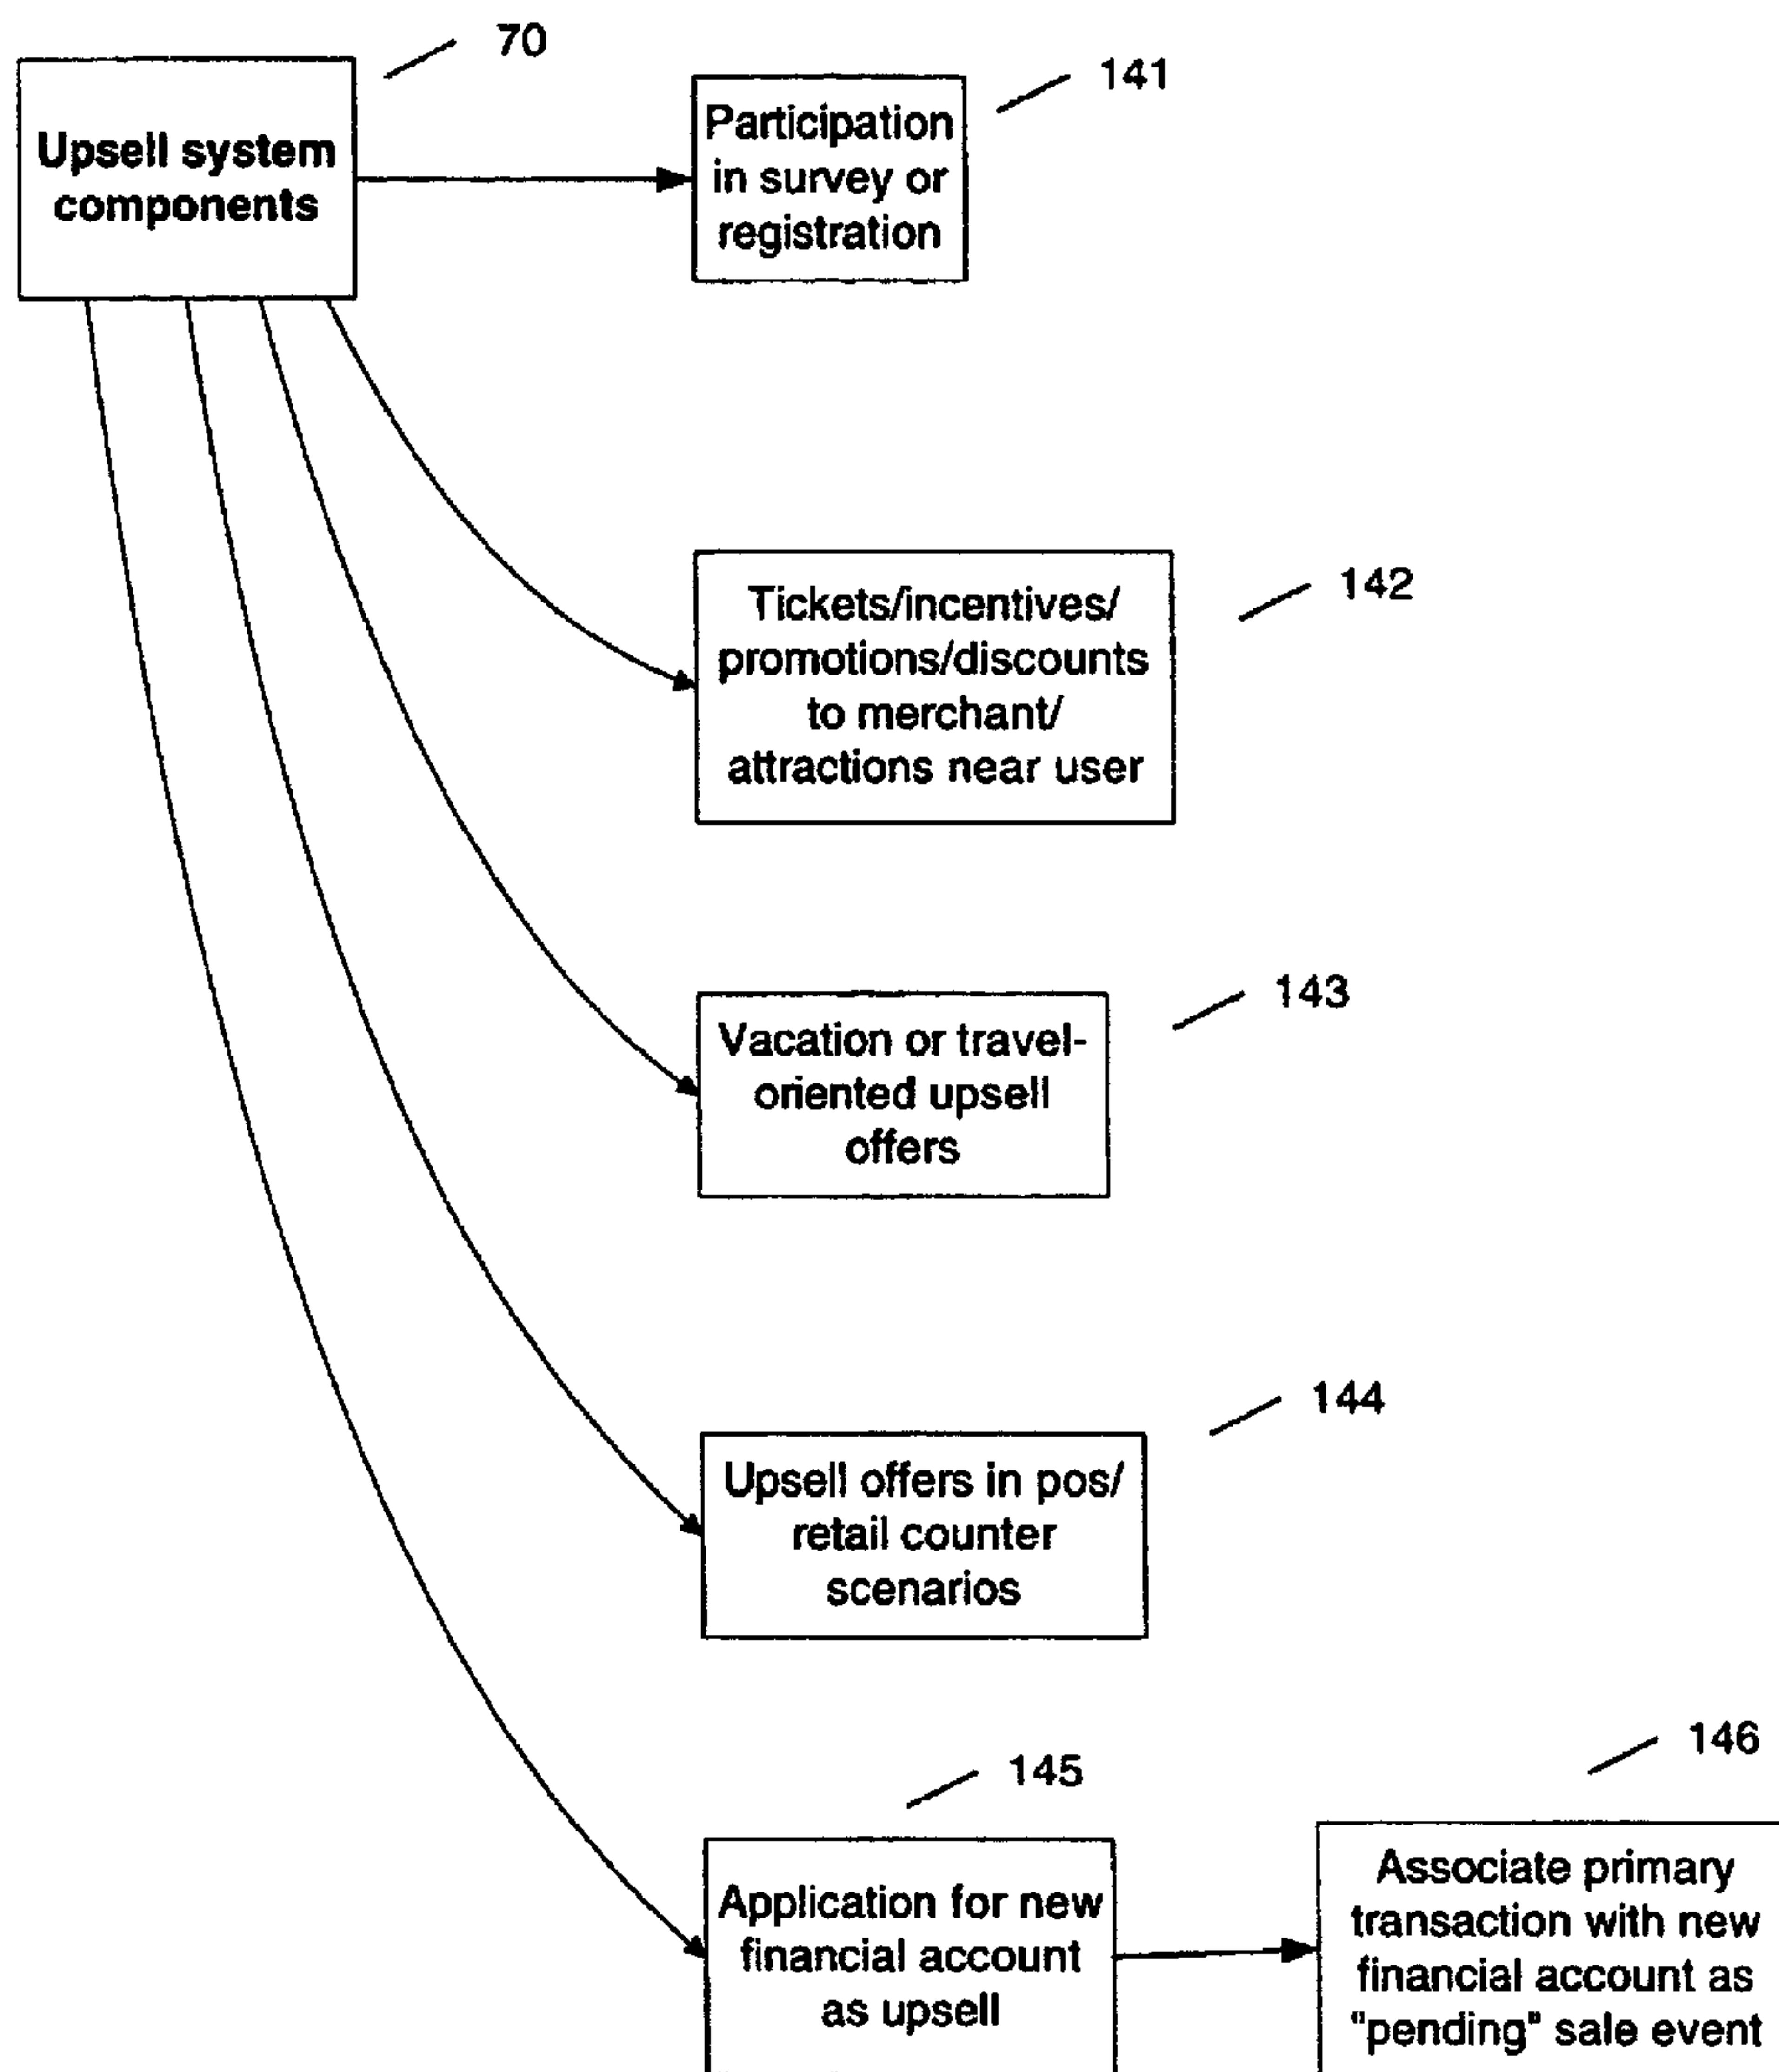 70
Upsell system
components
141
Participation
in survey or
registration
142
Tickets/incentives/
promotions/discounts
to merchant/
attractions near user
143
Vacation or travel-
oriented upsell
offers
144
Upsell offers in pos/
retail counter
scenarios
145
Application for new
financial account
as upsell
146
Associate primary
transaction with new
financial account as
"pending" sale event